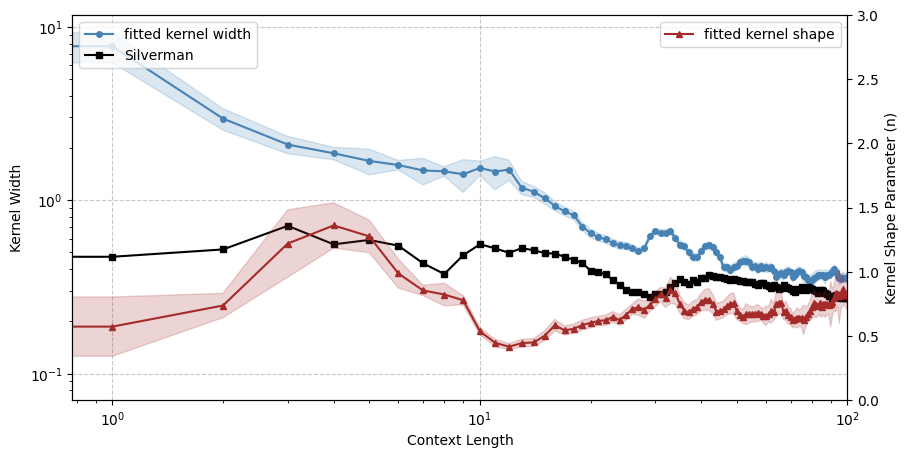 fitted kernel width
Silverman
fitted kernel shape
Kernel Width
10¹
10⁰
10⁻¹
3.0
2.5
2.0
1.5
1.0
0.5
0.0
Kernel Shape Parameter (n)
10⁰
10¹
10²
Context Length